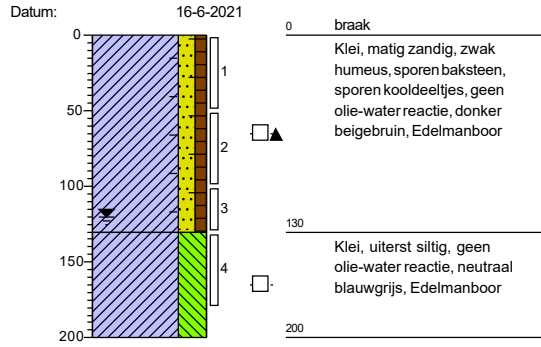 Datum: 16-6-2021
0 braak
0
50
100
150
200
1
2
3
4
Klei, matig zandig, zwak
humeus, sporen baksteen,
sporen kooldeeltjes, geen
olie-water reactie, donker
beigebruin, Edelmanboor
130
Klei, uiterst siltig, geen
olie-water reactie, neutraal
blauwgrijs, Edelmanboor
200